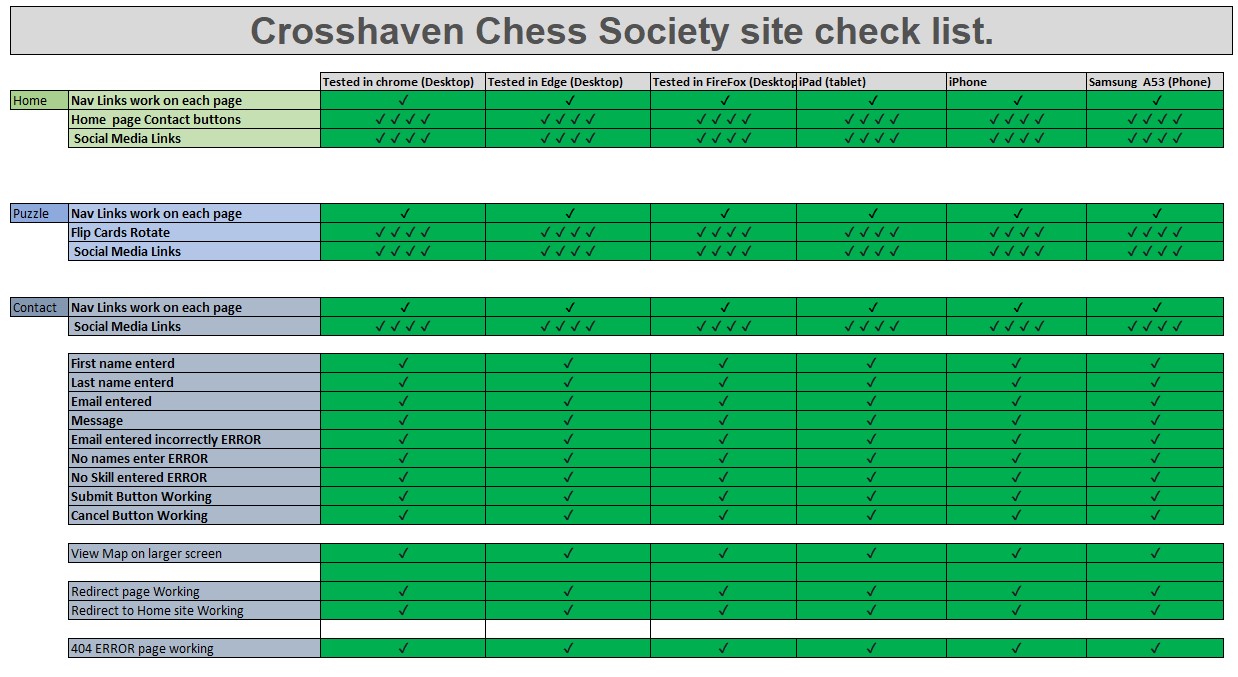 Crosshaven Chess Society site check list.
Tested in chrome (Desktop) Tested in Edge (Desktop) Tested in FireFox (Desktop iPad (tablet) iPhone Samsung A53 (Phone)
Home Nav Links work on each page ✓ ✓ ✓ ✓ ✓ ✓
Home page Contact buttons ✓ ✓ ✓ ✓ ✓ ✓ ✓ ✓ ✓ ✓ ✓ ✓ ✓ ✓ ✓ ✓ ✓ ✓ ✓ ✓ ✓ ✓ ✓ ✓
Social Media Links ✓ ✓ ✓ ✓ ✓ ✓ ✓ ✓ ✓ ✓ ✓ ✓ ✓ ✓ ✓ ✓ ✓ ✓ ✓ ✓ ✓ ✓ ✓ ✓
Puzzle Nav Links work on each page ✓ ✓ ✓ ✓ ✓ ✓
Flip Cards Rotate ✓ ✓ ✓ ✓ ✓ ✓ ✓ ✓ ✓ ✓ ✓ ✓ ✓ ✓ ✓ ✓ ✓ ✓ ✓ ✓ ✓ ✓ ✓ ✓
Social Media Links ✓ ✓ ✓ ✓ ✓ ✓ ✓ ✓ ✓ ✓ ✓ ✓ ✓ ✓ ✓ ✓ ✓ ✓ ✓ ✓ ✓ ✓ ✓ ✓
Contact Nav Links work on each page ✓ ✓ ✓ ✓ ✓ ✓
Social Media Links ✓ ✓ ✓ ✓ ✓ ✓ ✓ ✓ ✓ ✓ ✓ ✓ ✓ ✓ ✓ ✓ ✓ ✓ ✓ ✓ ✓ ✓ ✓ ✓
First name enterd ✓ ✓ ✓ ✓ ✓ ✓
Last name enterd ✓ ✓ ✓ ✓ ✓ ✓
Email entered ✓ ✓ ✓ ✓ ✓ ✓
Message ✓ ✓ ✓ ✓ ✓ ✓
Email entered incorrectly ERROR ✓ ✓ ✓ ✓ ✓ ✓
No names enter ERROR ✓ ✓ ✓ ✓ ✓ ✓
No Skill entered ERROR ✓ ✓ ✓ ✓ ✓ ✓
Submit Button Working ✓ ✓ ✓ ✓ ✓ ✓
Cancel Button Working ✓ ✓ ✓ ✓ ✓ ✓
View Map on larger screen ✓ ✓ ✓ ✓ ✓ ✓
Redirect page Working ✓ ✓ ✓ ✓ ✓ ✓
Redirect to Home site Working ✓ ✓ ✓ ✓ ✓ ✓
404 ERROR page working ✓ ✓ ✓ ✓ ✓ ✓